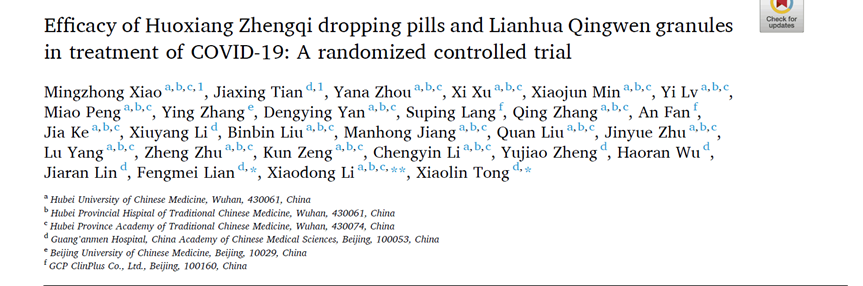 Efficacy of Huoxiang Zhengqi dropping pills and Lianhua Qingwen granules
in treatment of COVID-19: A randomized controlled trial
Check for
updates
Mingzhong Xiao a,b,c,1, Jiaxing Tian d,1, Yana Zhou a,b,c, Xi Xu a,b,c, Xiaojun Min a,b,c, Yi Lv a,b,c,
Miao Peng a,b,c, Ying Zhang e, Dengying Yan a,b,c, Suping Lang f, Qing Zhang a,b,c, An Fan f,
Jia Ke a,b,c, Xiuyang Li d, Binbin Liu a,b,c, Manhong Jiang a,b,c, Quan Liu a,b,c, Jinyue Zhu a,b,c,
Lu Yang a,b,c, Zheng Zhu a,b,c, Kun Zeng a,b,c, Chengyin Li a,b,c, Yujiao Zheng d, Haoran Wu d,
Jiaran Lin d, Fengmei Lian d,*, Xiaodong Li a,b,c,**, Xiaolin Tong d,*
a Hubei University of Chinese Medicine, Wuhan, 430061, China
b Hubei Provincial Hispital of Traditional Chinese Medicine, Wuhan, 430061, China
c Hubei Province Academy of Traditional Chinese Medicine, Wuhan, 430074, China
d Guang'anmen Hospital, China Academy of Chinese Medical Sciences, Beijing, 100053, China
e Beijing University of Chinese Medicine, Beijing, 10029, China
f GCP ClinPlus Co., Ltd., Beijing, 100160, China